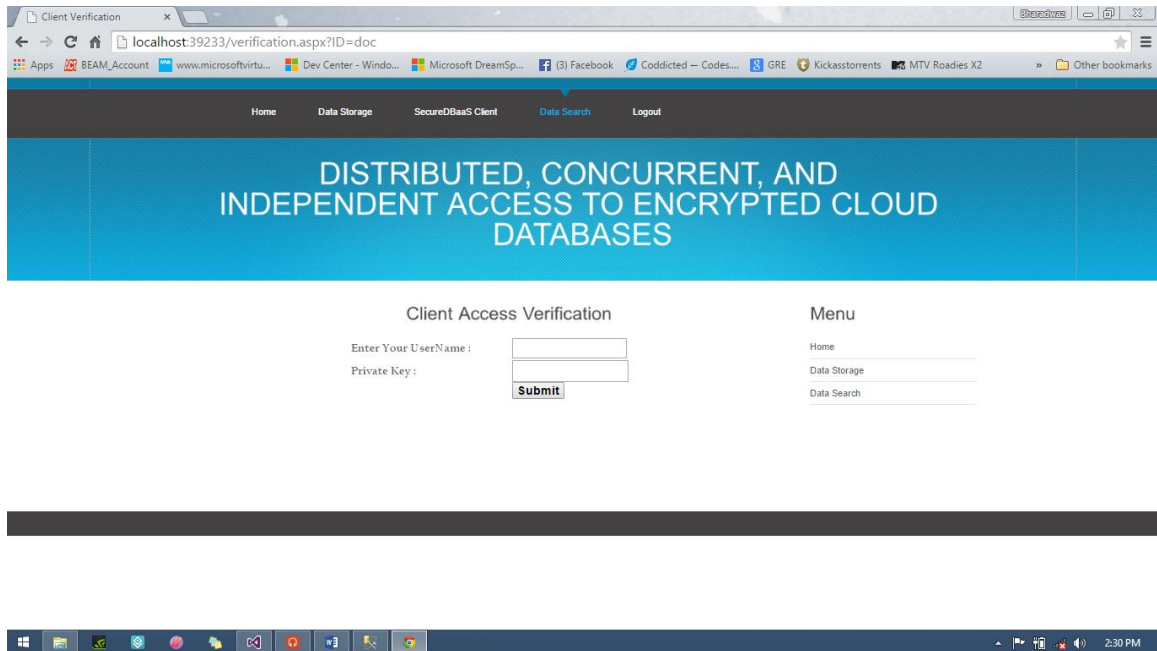 Client Verification
Bharadwaz
localhost:39233/verification.aspx?ID=doc
Apps BEAM_Account www.microsoftvirtu... Dev Center - Windo... Microsoft DreamSp... (3) Facebook Coddicted – Codes.... GRE Kickasstorrents MTV Roadies X2 » Other bookmarks
Home Data Storage SecureDBaaS Client Data Search Logout
DISTRIBUTED, CONCURRENT, AND
INDEPENDENT ACCESS TO ENCRYPTED CLOUD
DATABASES
Client Access Verification
Menu
Enter Your UserName :
Home
Private Key :
Data Storage
Submit
Data Search
2:30 PM